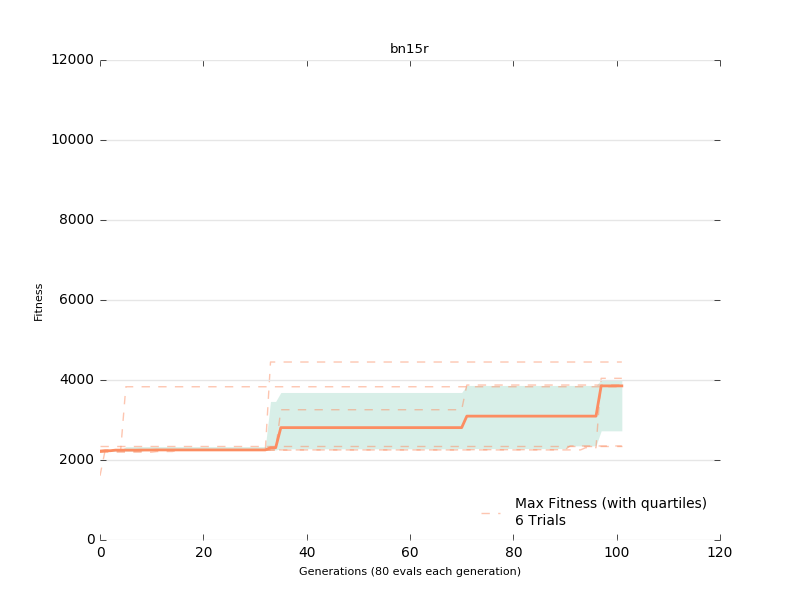 bn15r
12000
10000
8000
6000
4000
2000
0
Fitness
Max Fitness (with quartiles)
6 Trials
0 20 40 60 80 100 120
Generations (80 evals each generation)